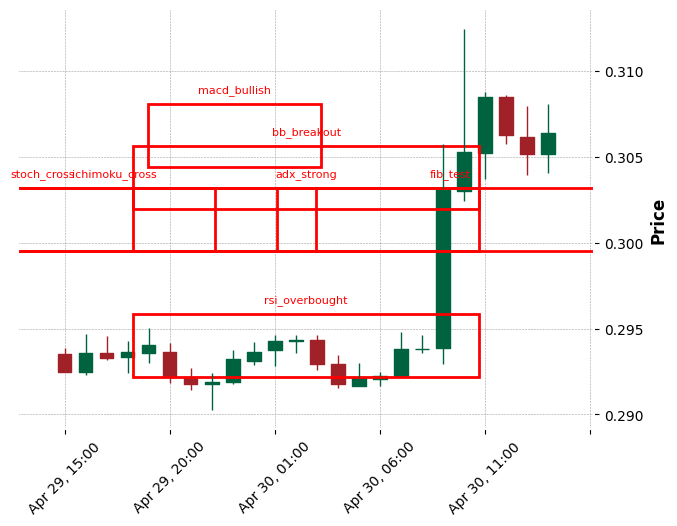 macd_bullish
bb_breakout
stoch_cross
ichimoku_cross
adx_strong
fib_test
rsi_overbought
0.310
0.305
0.300
0.295
0.290
Price
Apr 29, 15:00
Apr 29, 20:00
Apr 30, 01:00
Apr 30, 06:00
Apr 30, 11:00